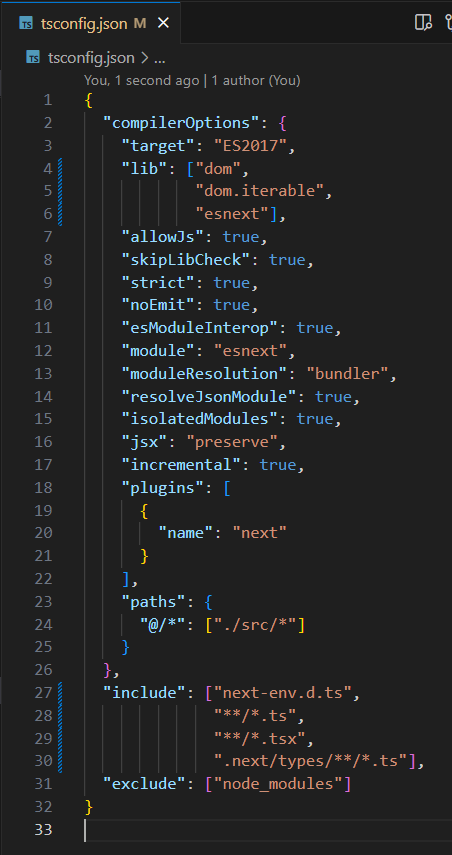 TS tsconfig.json M
TS tsconfig.json > ...
You, 1 second ago | 1 author (You)
1 {
2   "compilerOptions": {
3     "target": "ES2017",
4     "lib": ["dom",
5             "dom.iterable",
6             "esnext"],
7     "allowJs": true,
8     "skipLibCheck": true,
9     "strict": true,
10     "noEmit": true,
11     "esModuleInterop": true,
12     "module": "esnext",
13     "moduleResolution": "bundler",
14     "resolveJsonModule": true,
15     "isolatedModules": true,
16     "jsx": "preserve",
17     "incremental": true,
18     "plugins": [
19       {
20         "name": "next"
21       }
22     ],
23     "paths": {
24       "@/*": ["./src/*"]
25     }
26   },
27   "include": ["next-env.d.ts",
28               "**/*.ts",
29               "**/*.tsx",
30               ".next/types/**/*.ts"],
31   "exclude": ["node_modules"]
32 }
33